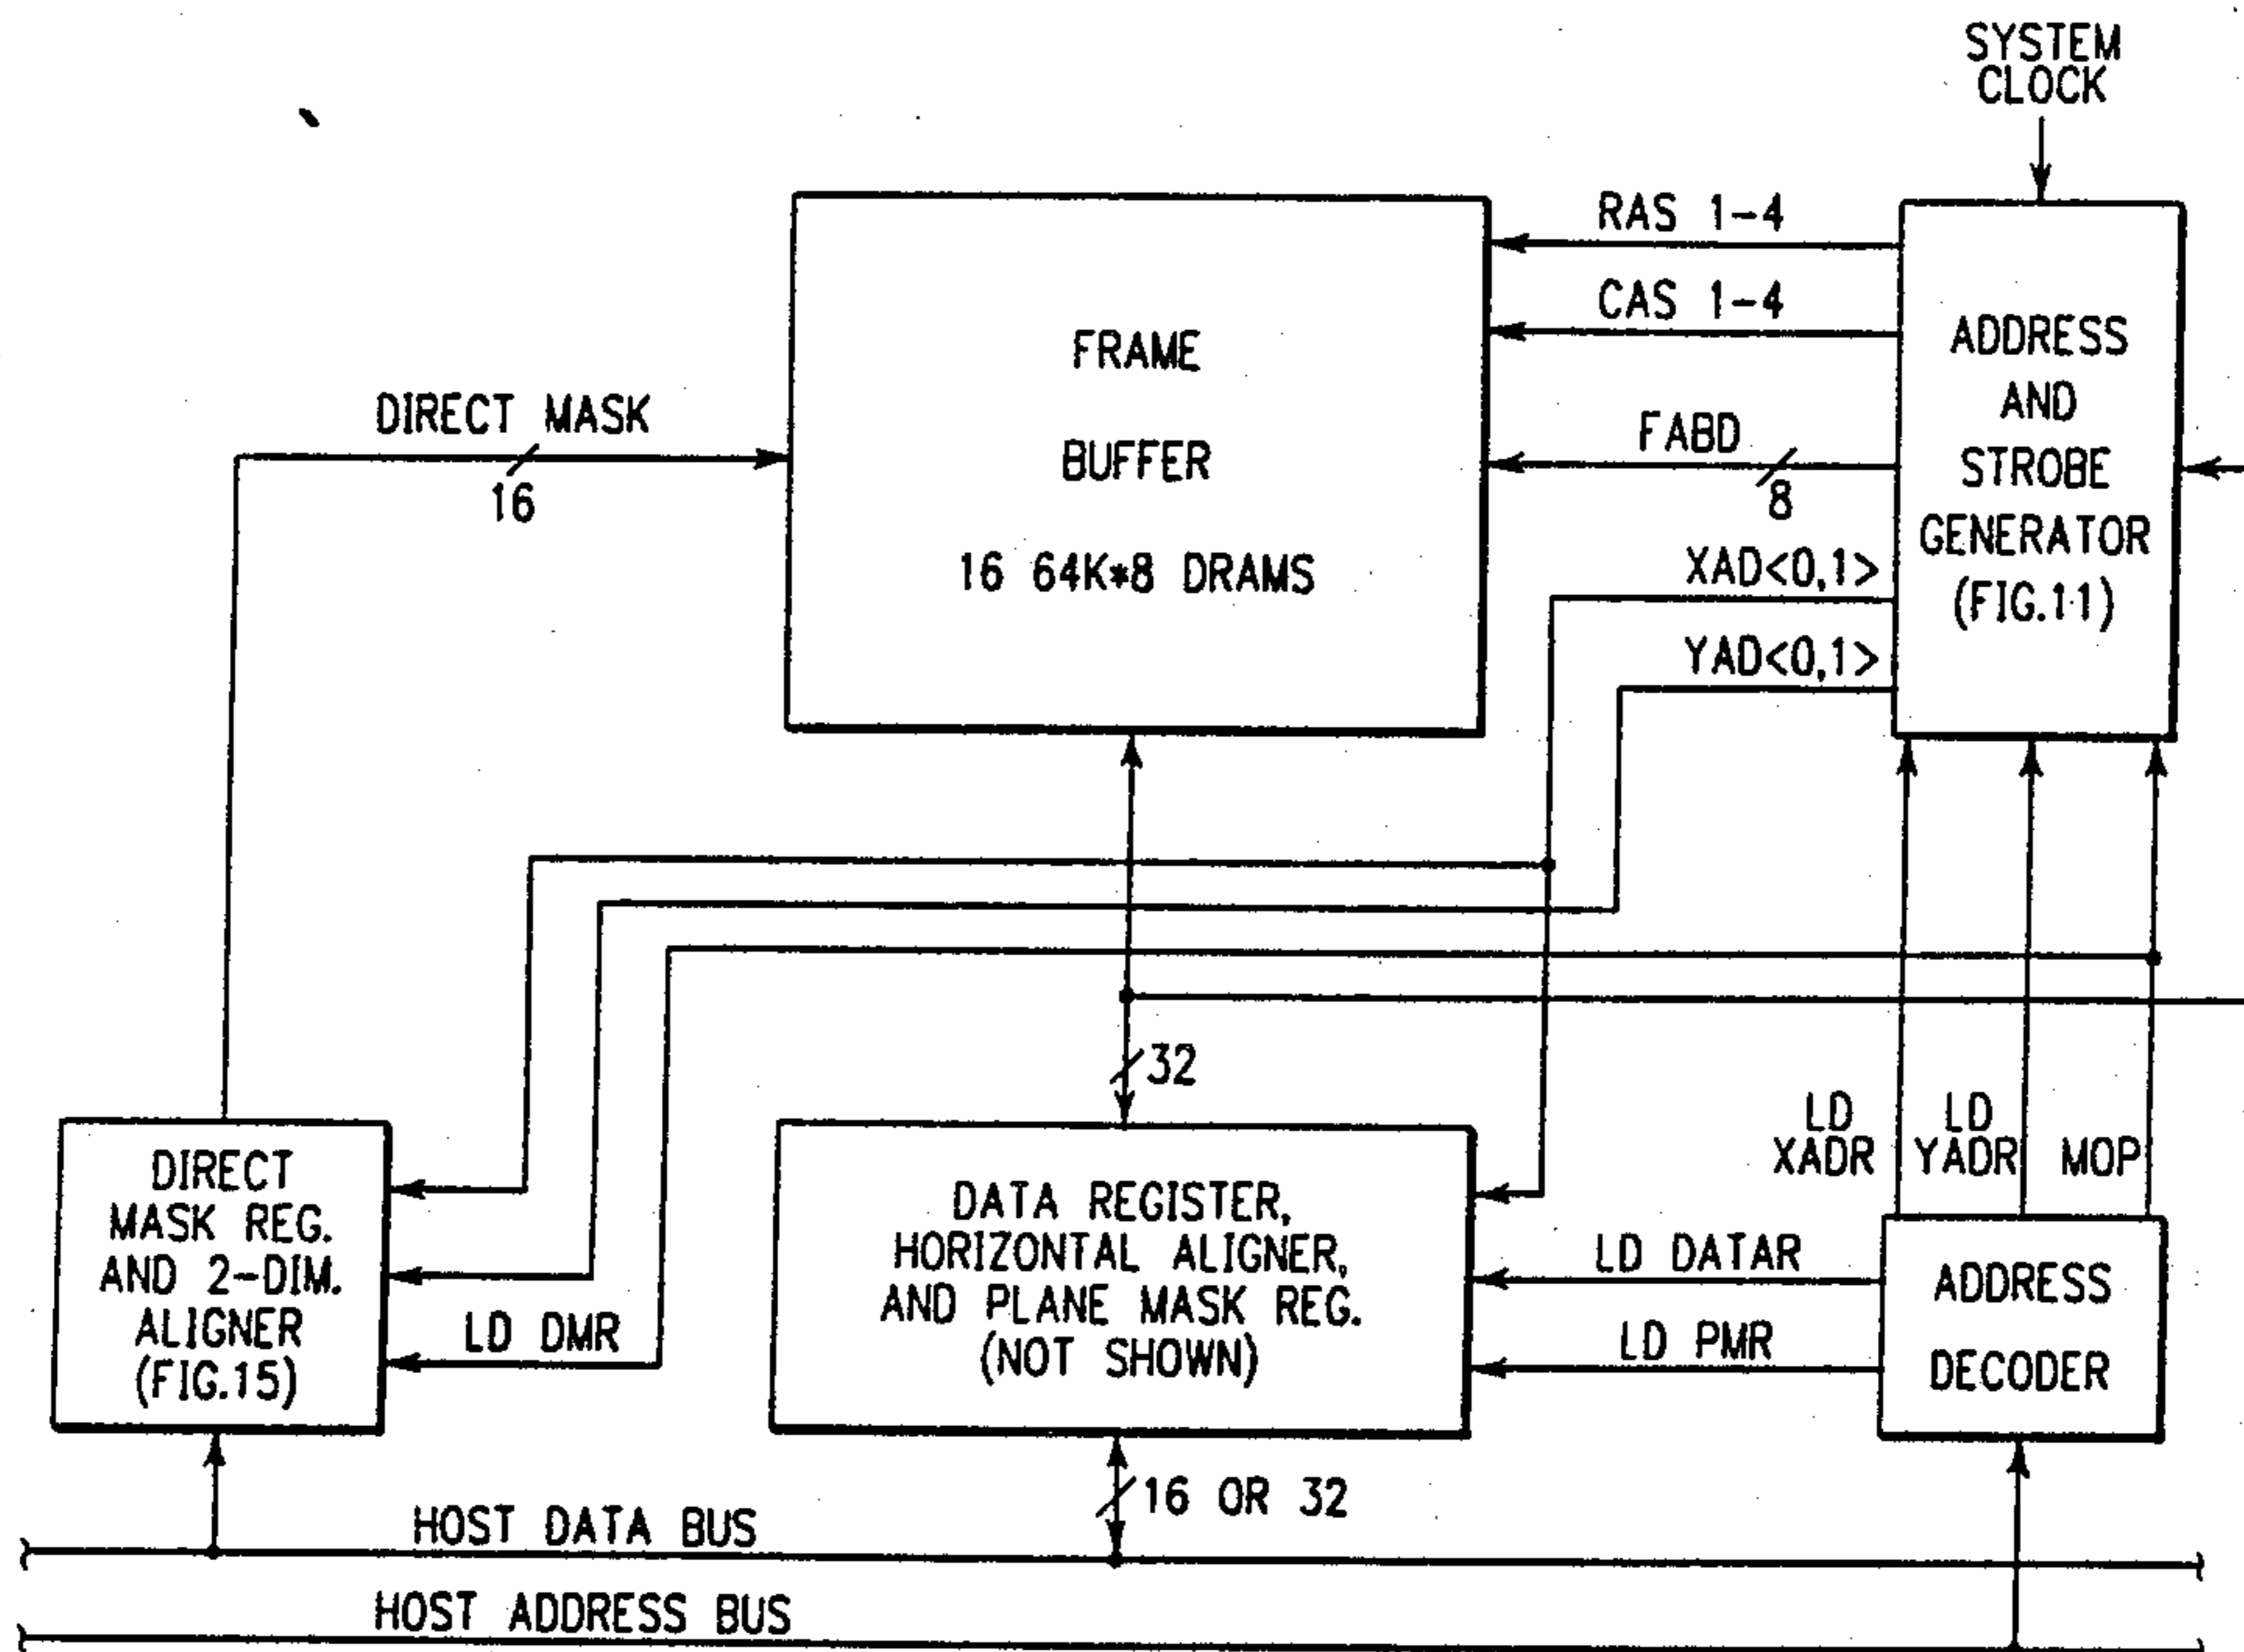 SYSTEM
CLOCK
RAS 1-4
CAS 1-4
FABD
8
XAD<0,1>
YAD<0,1>
ADDRESS
AND
STROBE
GENERATOR
(FIG.11)
FRAME
BUFFER
16 64K*8 DRAMS
DIRECT MASK
16
32
LD
XADR
LD
YADR
MOP
DIRECT
MASK REG.
AND 2-DIM.
ALIGNER
(FIG.15)
LD DMR
DATA REGISTER,
HORIZONTAL ALIGNER,
AND PLANE MASK REG.
(NOT SHOWN)
LD DATAR
LD PMR
ADDRESS
DECODER
16 OR 32
HOST DATA BUS
HOST ADDRESS BUS